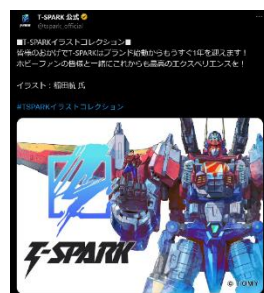 T-SPARK 公式
@tspark_official
■T-SPARKイラストコレクション■
皆様のおかげでT-SPARKはブランド始動からもうすぐ1年を迎えます！
ホビーファンの皆様と一緒にこれからも最高のエクスペリエンスを！
イラスト：稲田航 氏
#TSPARKイラストコレクション
T-SPARK
© TOMY